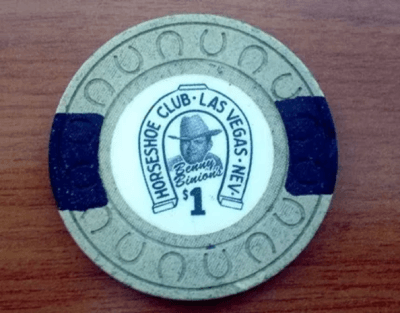 HORSESHOE CLUB · LAS VEGAS · NEV.
Benny
Binion's
$1